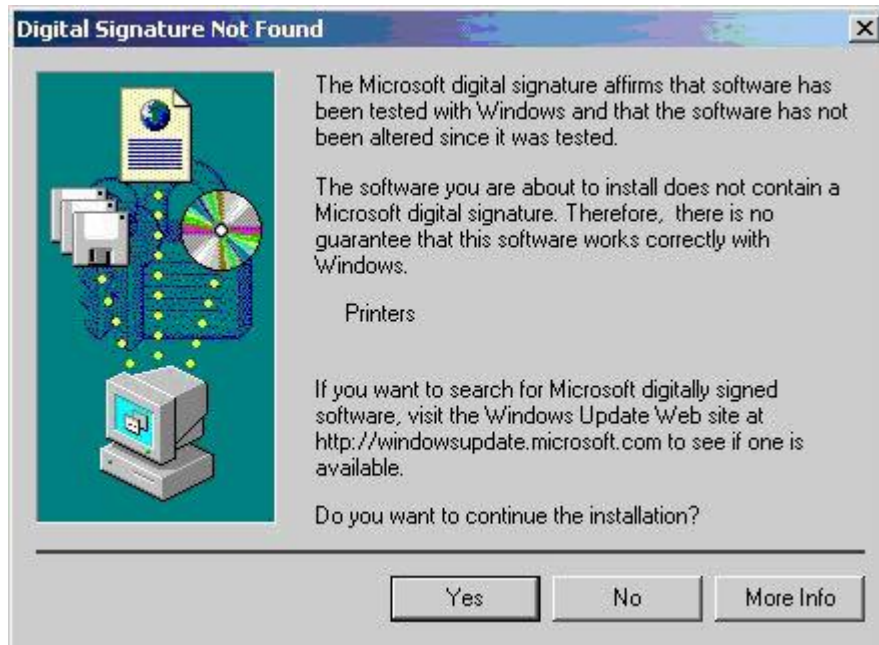 Digital Signature Not Found
The Microsoft digital signature affirms that software has
been tested with Windows and that the software has not
been altered since it was tested.
The software you are about to install does not contain a
Microsoft digital signature. Therefore,  there is no
guarantee that this software works correctly with
Windows.
Printers
If you want to search for Microsoft digitally signed
software, visit the Windows Update Web site at
http://windowsupdate.microsoft.com to see if one is
available.
Do you want to continue the installation?
Yes
No
More Info